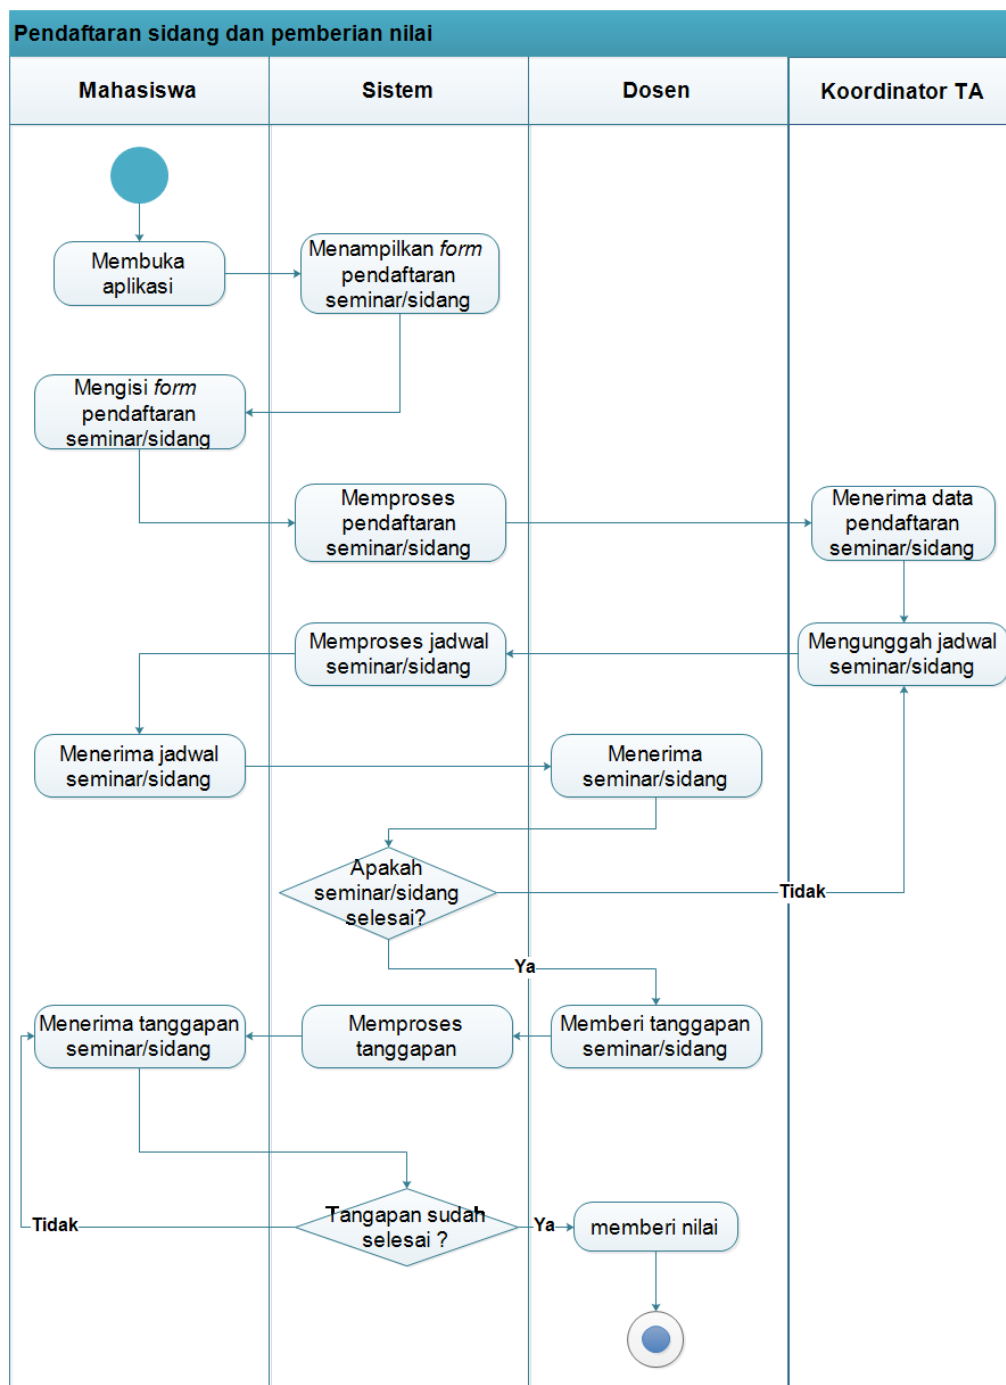 Pendaftaran sidang dan pemberian nilai
Mahasiswa
Sistem
Dosen
Koordinator TA
Membuka
aplikasi
Menampilkan form
pendaftaran
seminar/sidang
Mengisi form
pendaftaran
seminar/sidang
Memproses
pendaftaran
seminar/sidang
Menerima data
pendaftaran
seminar/sidang
Memproses jadwal
seminar/sidang
Mengunggah jadwal
seminar/sidang
Menerima jadwal
seminar/sidang
Menerima
seminar/sidang
Apakah
seminar/sidang
selesai?
Tidak
Ya
Menerima tanggapan
seminar/sidang
Memproses
tanggapan
Memberi tanggapan
seminar/sidang
Tidak
Tangapan sudah
selesai ?
Ya
memberi nilai